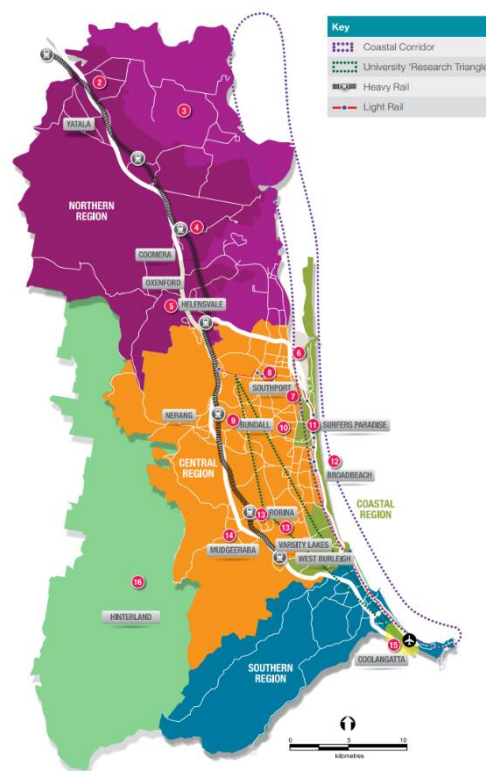 Key
Coastal Corridor
University 'Research Triangle
Heavy Rail
Light Rail
2
3
YATALA
NORTHERN
REGION
4
COOMERA
OXENFORD
5
HELENSVALE
6
8
SOUTHPORT
7
NERANG
9
BUNDALL
10
11
SURFERS PARADISE
12
BROADBEACH
CENTRAL
REGION
COASTAL
REGION
13
ROBINA
13
14
MUDGEERABA
VARSITY LAKES
WEST BURLEIGH
16
HINTERLAND
SOUTHERN
REGION
15
COOLANGATTA
0 5 10
kilometres